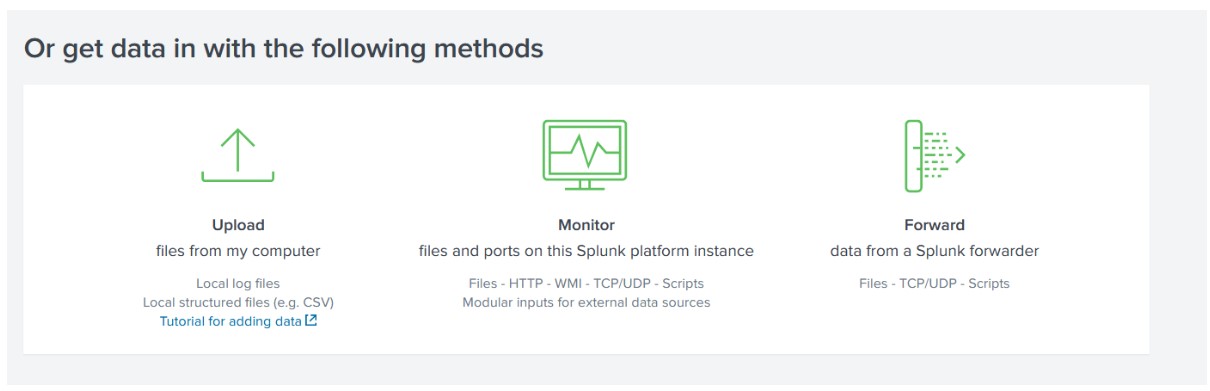 Or get data in with the following methods
Upload
files from my computer
Local log files
Local structured files (e.g. CSV)
Tutorial for adding data
Monitor
files and ports on this Splunk platform instance
Files - HTTP - WMI - TCP/UDP - Scripts
Modular inputs for external data sources
Forward
data from a Splunk forwarder
Files - TCP/UDP - Scripts